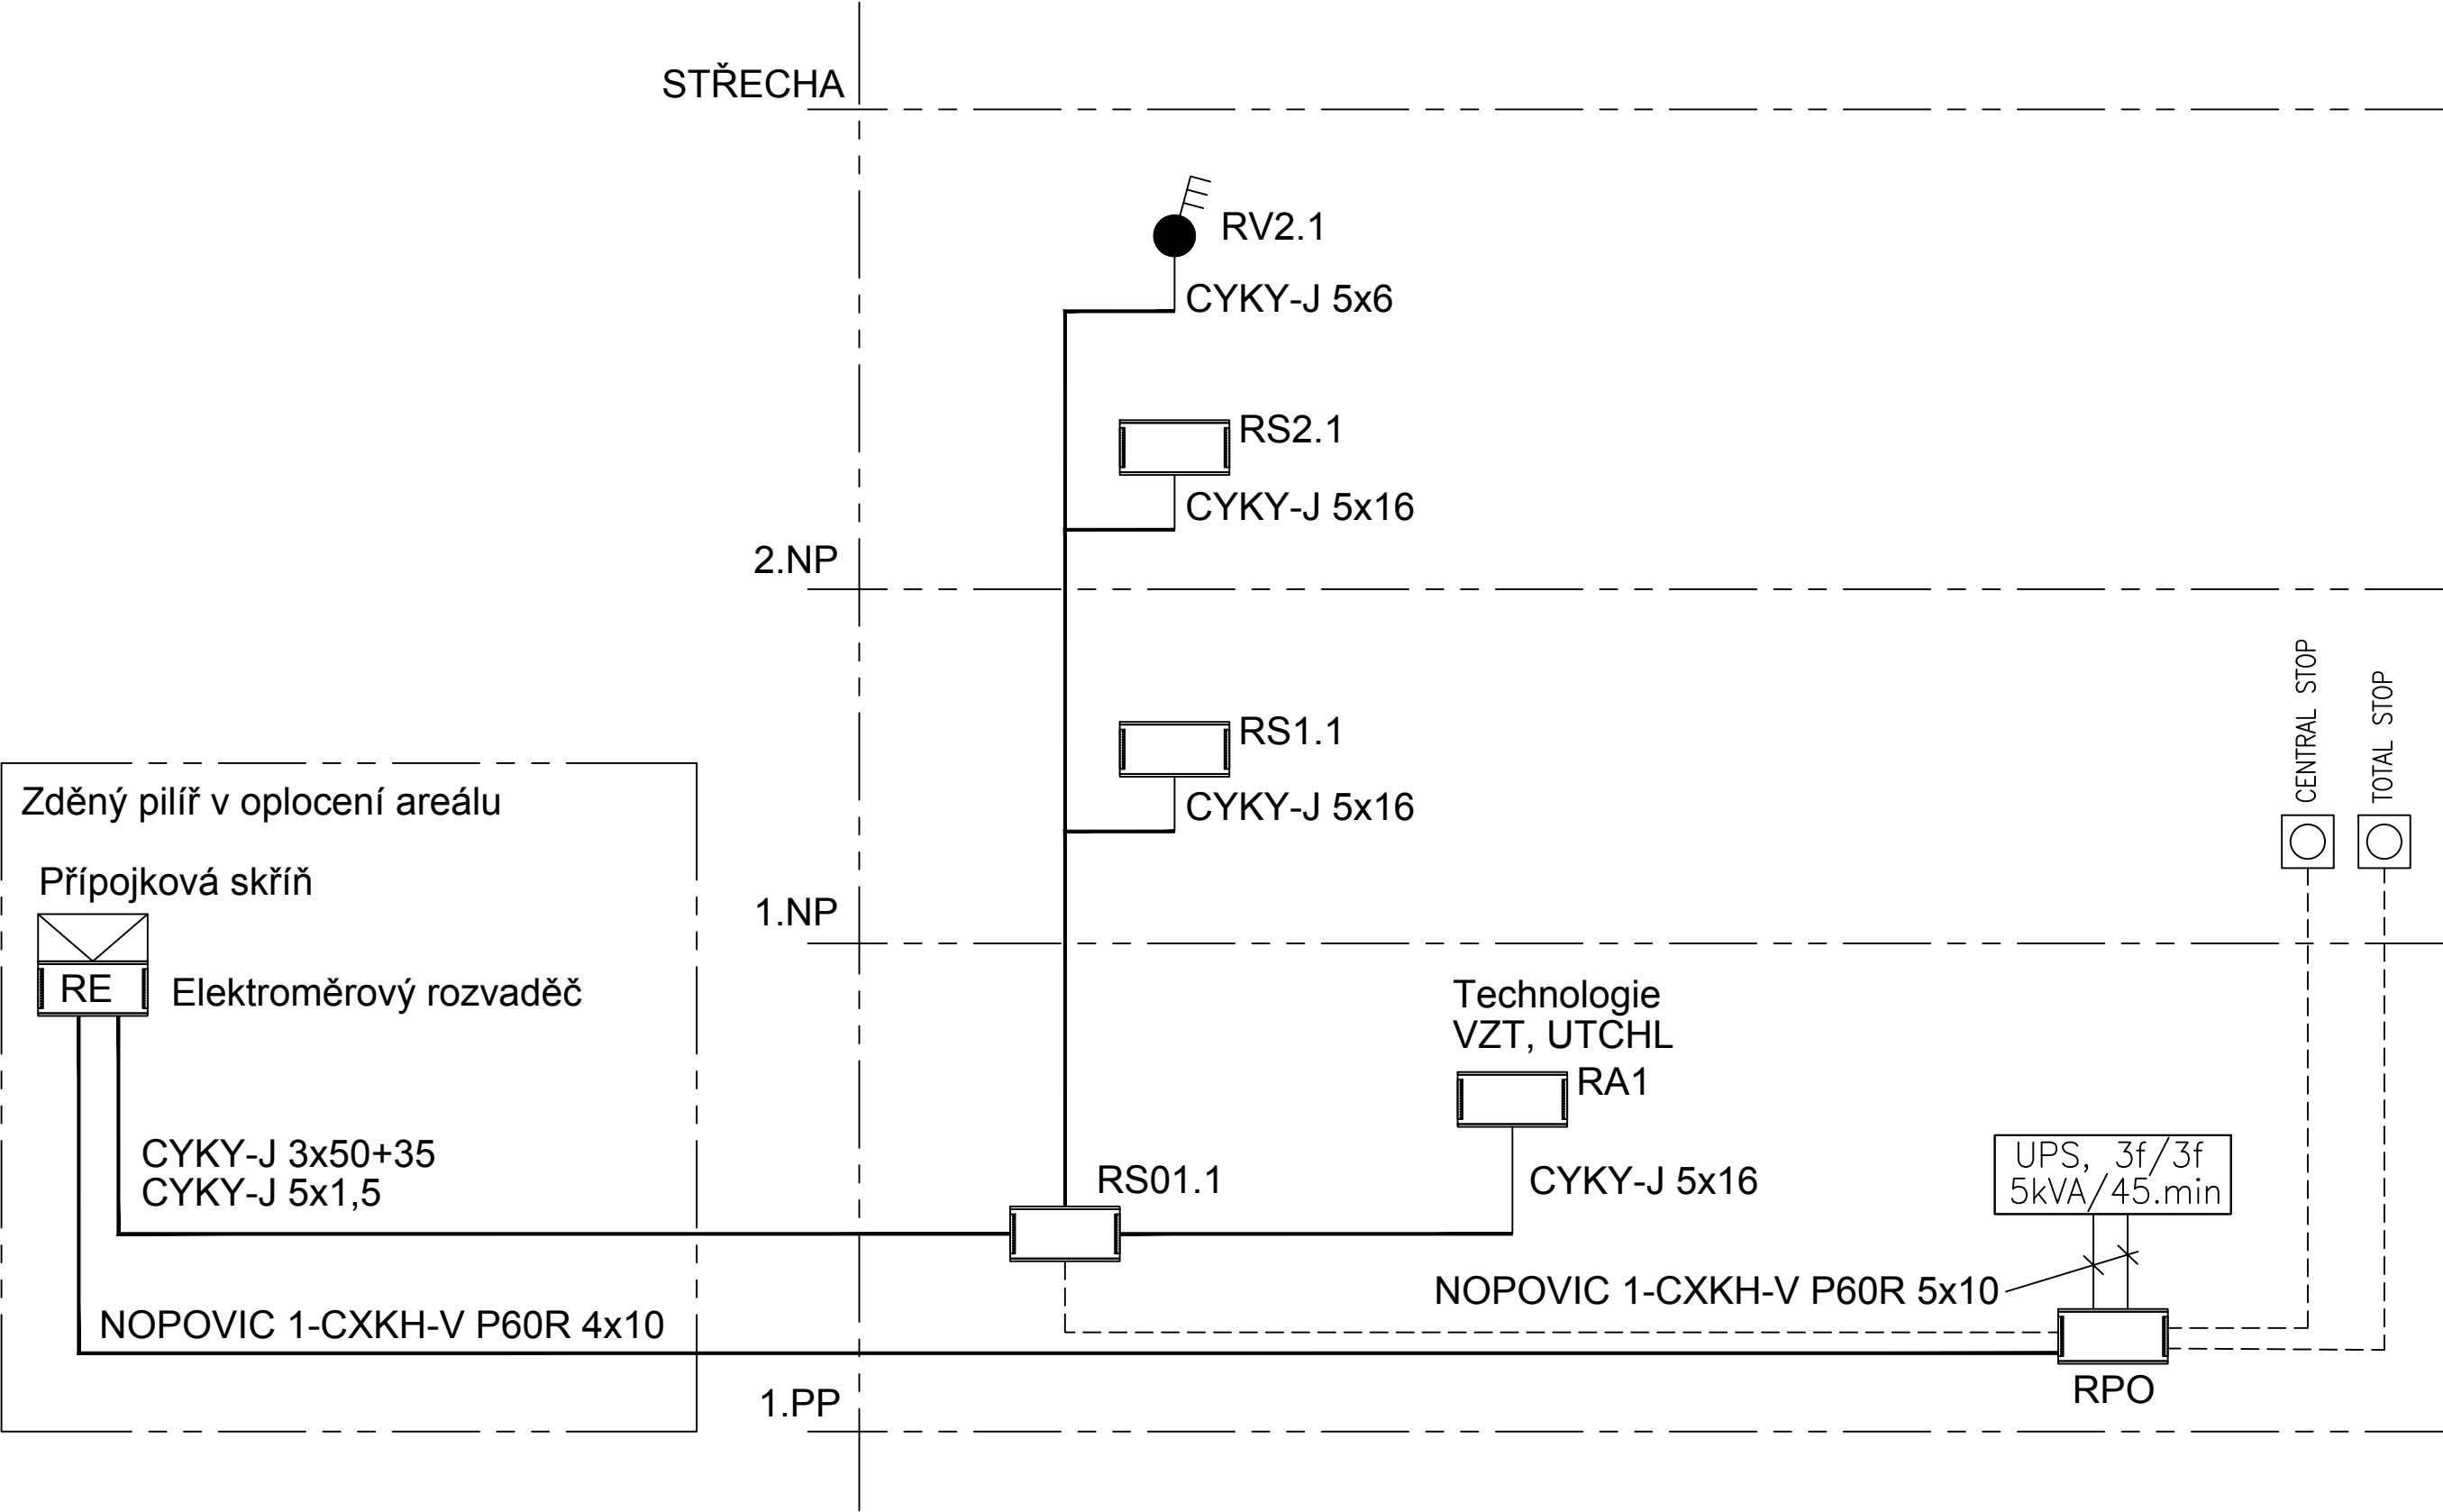 STŘECHA
RV2.1
CYKY-J 5x6
RS2.1
CYKY-J 5x16
2.NP
CENTRAL STOP
TOTAL STOP
RS1.1
CYKY-J 5x16
Zděný pilíř v oplocení areálu
Přípojková skříň
1.NP
RE
Elektroměrový rozvaděč
Technologie
VZT, UTCHL
RA1
CYKY-J 3x50+35
CYKY-J 5x1,5
RS01.1
CYKY-J 5x16
UPS, 3f/3f
5kVA/45.min
NOPOVIC 1-CXKH-V P60R 5x10
NOPOVIC 1-CXKH-V P60R 4x10
RPO
1.PP